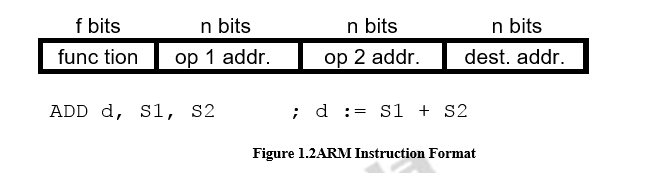 f bits n bits n bits n bits
func tion op 1 addr. op 2 addr. dest. addr.
ADD d, S1, S2 ; d := S1 + S2
Figure 1.2ARM Instruction Format